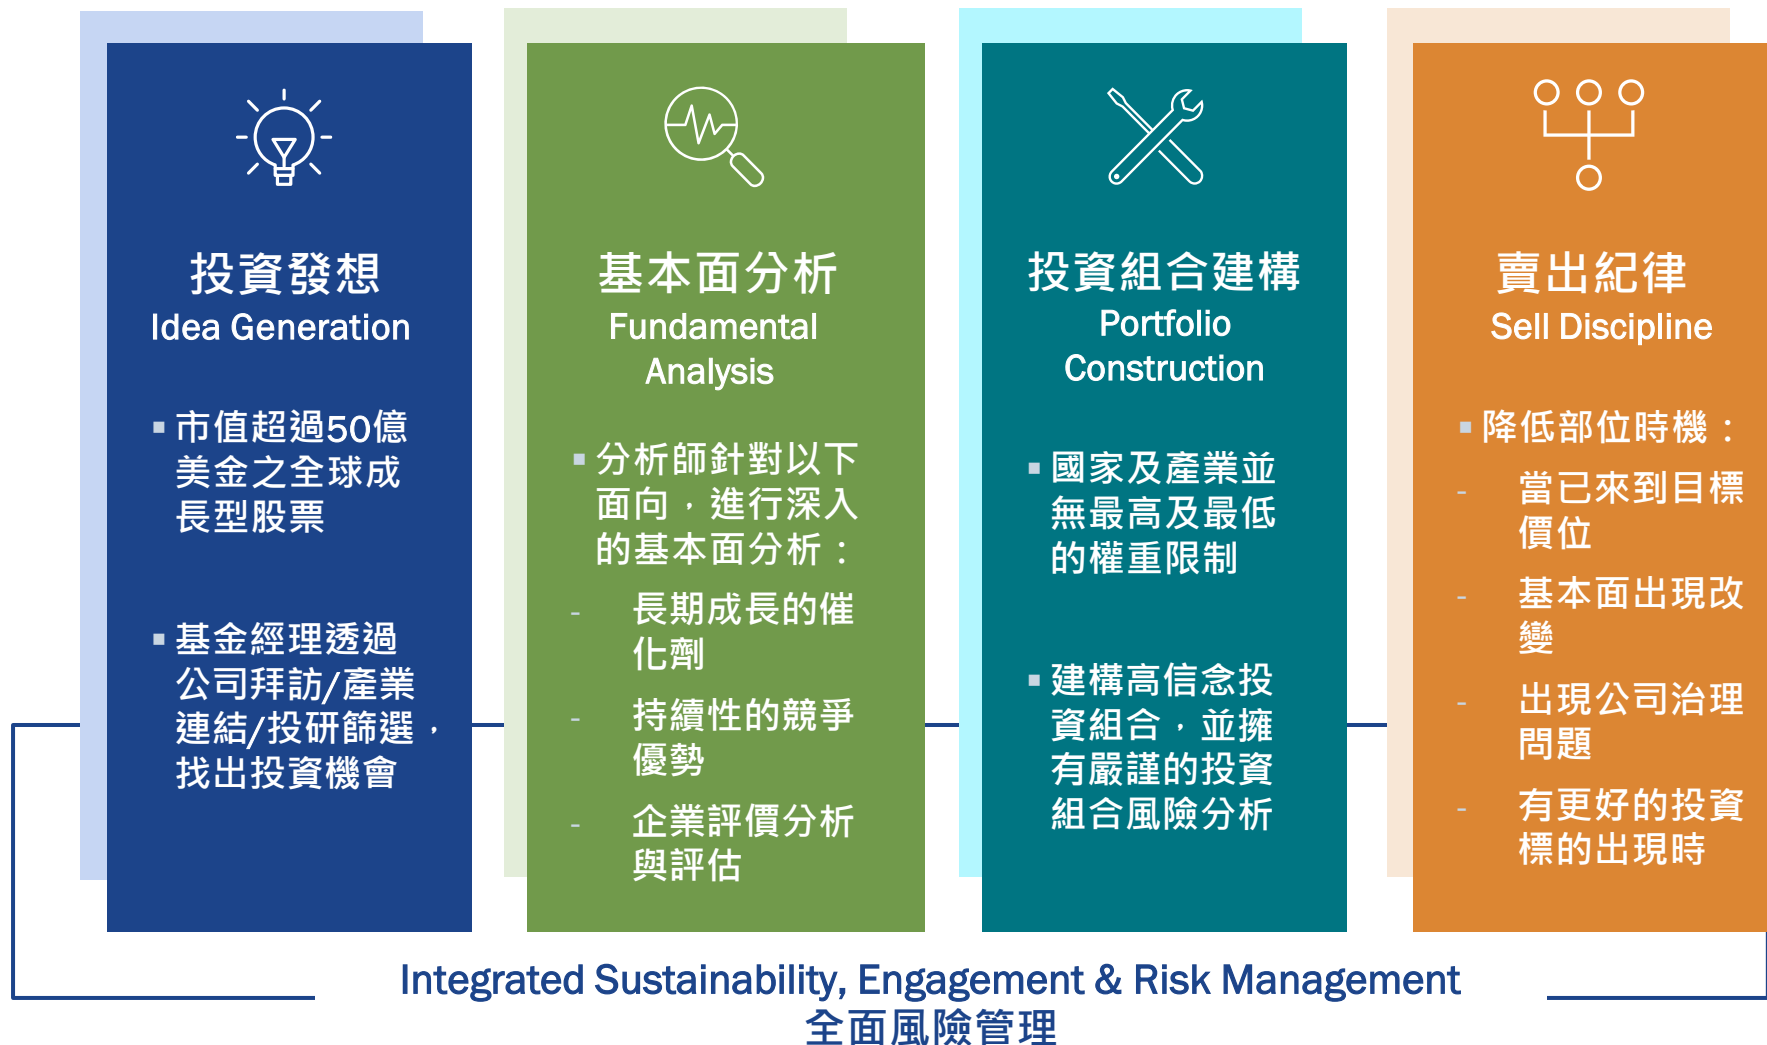 投資發想
Idea Generation
▪市值超過50億
美金之全球成
長型股票
▪基金經理透過
公司拜訪/產業
連結/投研篩選，
找出投資機會
基本面分析
Fundamental
Analysis
▪分析師針對以下
面向，進行深入
的基本面分析：
- 長期成長的催
化劑
- 持續性的競爭
優勢
- 企業評價分析
與評估
投資組合建構
Portfolio
Construction
▪國家及產業並
無最高及最低
的權重限制
▪建構高信念投
資組合，並擁
有嚴謹的投資
組合風險分析
賣出紀律
Sell Discipline
▪降低部位時機：
- 當已來到目標
價位
- 基本面出現改
變
- 出現公司治理
問題
- 有更好的投資
標的出現時
Integrated Sustainability, Engagement & Risk Management
全面風險管理